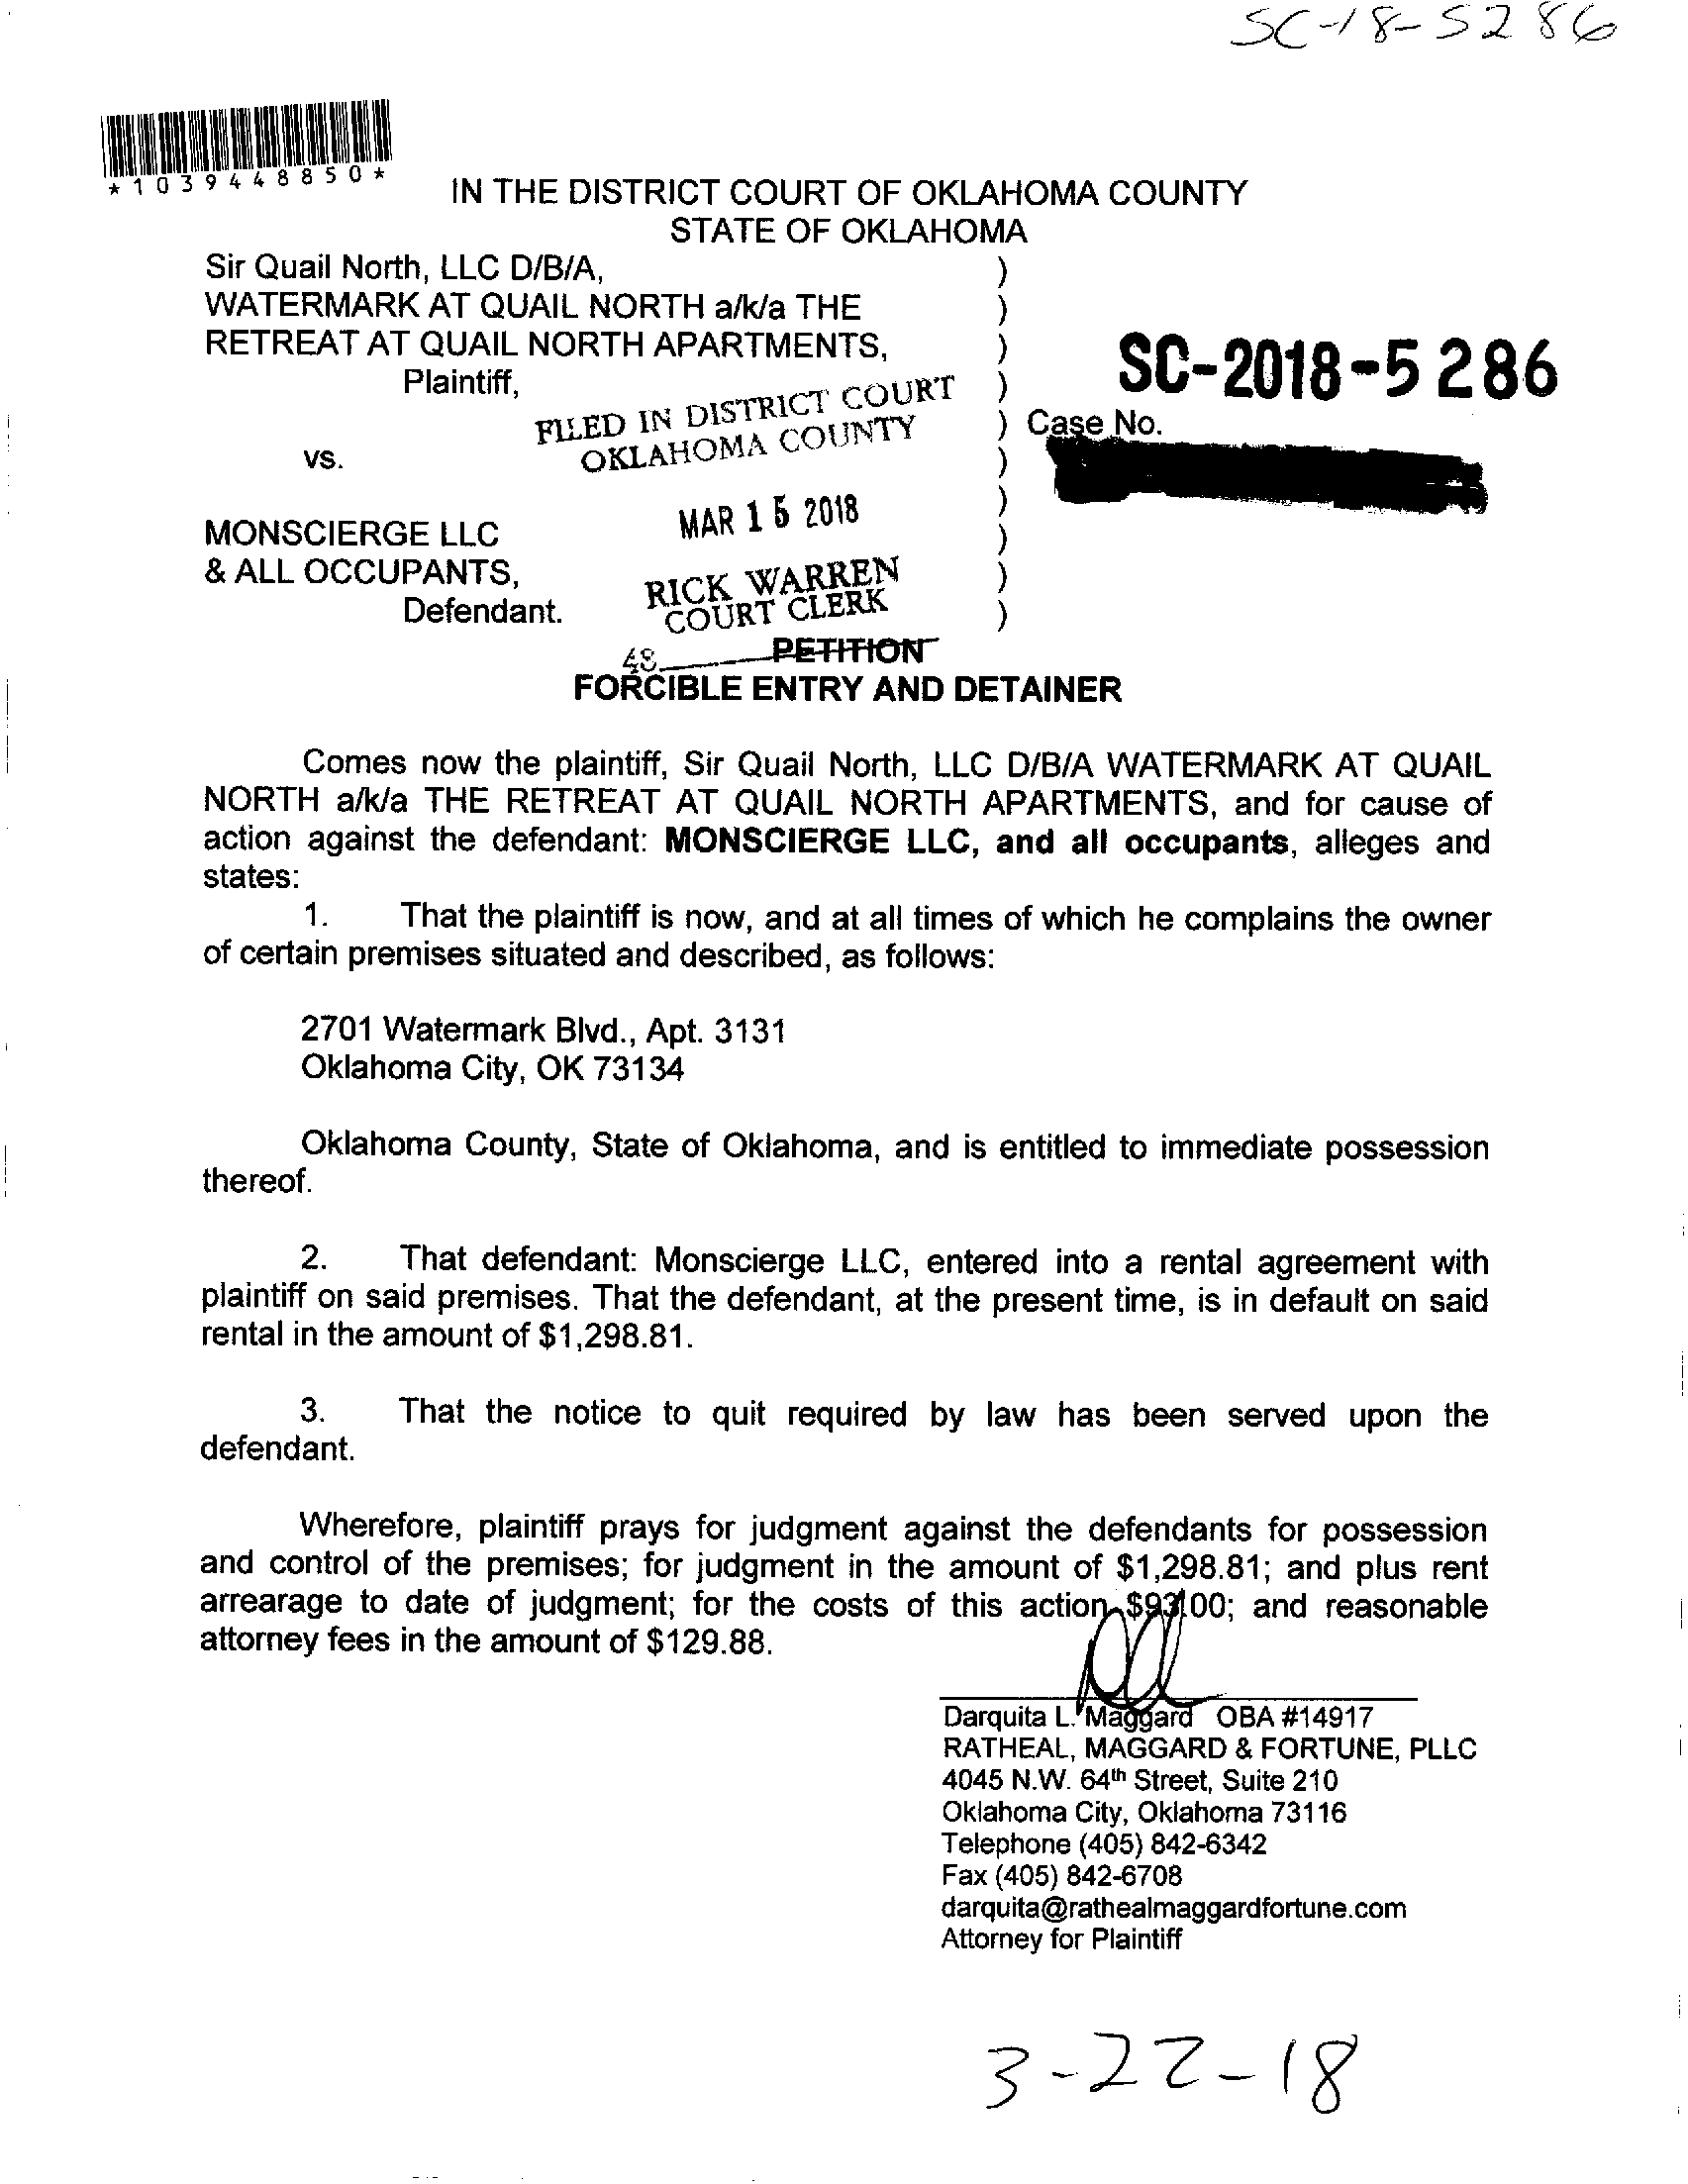 SC-18-5286
*1039448850*
IN THE DISTRICT COURT OF OKLAHOMA COUNTY
STATE OF OKLAHOMA
Sir Quail North, LLC D/B/A, )
WATERMARK AT QUAIL NORTH a/k/a THE )
RETREAT AT QUAIL NORTH APARTMENTS, )
SC-2018-5286
Plaintiff, )
FILED IN DISTRICT COURT
OKLAHOMA COUNTY
) Case No.
vs. )
MAR 15 2018 )
MONSCIERGE LLC )
& ALL OCCUPANTS, )
RICK WARREN
COURT CLERK
Defendant. )
48
PETITION
FORCIBLE ENTRY AND DETAINER
Comes now the plaintiff, Sir Quail North, LLC D/B/A WATERMARK AT QUAIL
NORTH a/k/a THE RETREAT AT QUAIL NORTH APARTMENTS, and for cause of
action against the defendant: MONSCIERGE LLC, and all occupants, alleges and
states:
1. That the plaintiff is now, and at all times of which he complains the owner
of certain premises situated and described, as follows:
2701 Watermark Blvd., Apt. 3131
Oklahoma City, OK 73134
Oklahoma County, State of Oklahoma, and is entitled to immediate possession
thereof.
2. That defendant: Monscierge LLC, entered into a rental agreement with
plaintiff on said premises. That the defendant, at the present time, is in default on said
rental in the amount of $1,298.81.
3. That the notice to quit required by law has been served upon the
defendant.
Wherefore, plaintiff prays for judgment against the defendants for possession
and control of the premises; for judgment in the amount of $1,298.81; and plus rent
arrearage to date of judgment; for the costs of this action, and reasonable
attorney fees in the amount of $129.88.
Darquita L. Maggard OBA #14917
RATHEAL, MAGGARD & FORTUNE, PLLC
4045 N.W. 64th Street, Suite 210
Oklahoma City, Oklahoma 73116
Telephone (405) 842-6342
Fax (405) 842-6708
darquita@rathealmaggardfortune.com
Attorney for Plaintiff
3-22-18